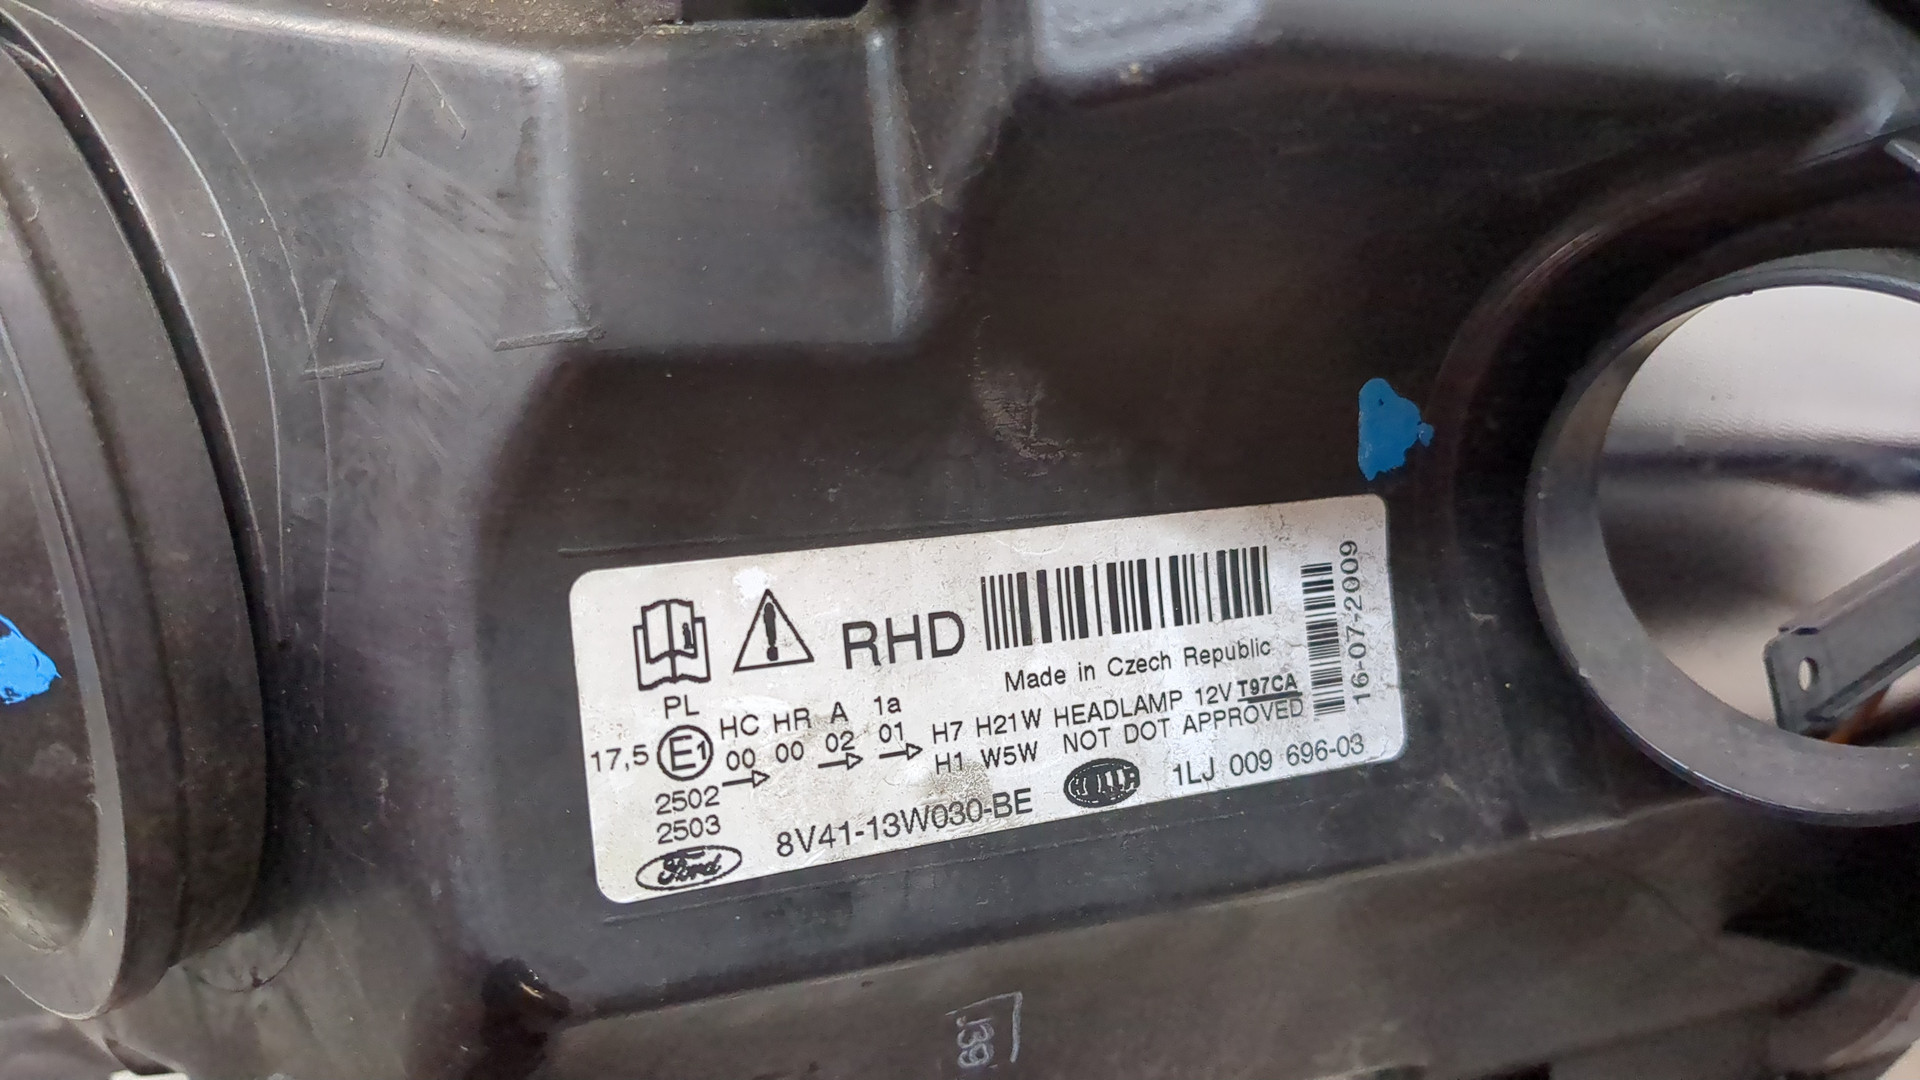 RHD
Made in Czech Republic
16-07-2009
PL
17,5 E1 HC HR A 1a
00 00 02 01
2502
2503
H7 H21W HEADLAMP 12V T97CA
H1 W5W NOT DOT APPROVED
HELLA 1LJ 009 696-03
Ford 8V41-13W030-BE